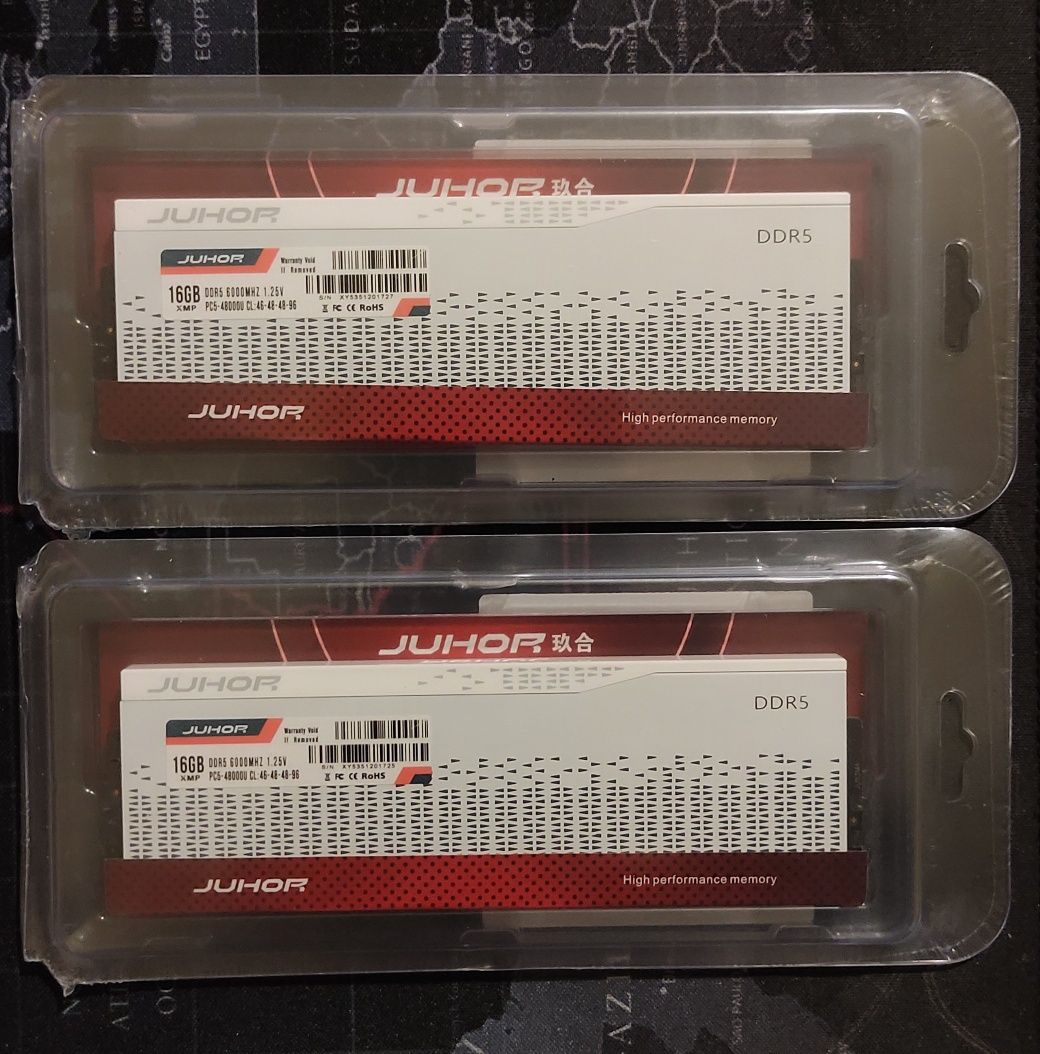 EGYPT
SUDA
JUHOR 玖合
JUHOR
DDR5
JUHOR
Warranty Void
If Removed
16GB
XMP
DDR5 6000MHZ 1.25V
PC5-48000U CL:46-48-48-96
S/N XY5351201727
FC CE RoHS
JUHOR
High performance memory
JUHOR 玖合
JUHOR
DDR5
JUHOR
Warranty Void
If Removed
16GB
XMP
DDR5 6000MHZ 1.25V
PC5-48000U CL:46-48-48-96
S/N XY5351201725
FC CE RoHS
JUHOR
High performance memory
AZ